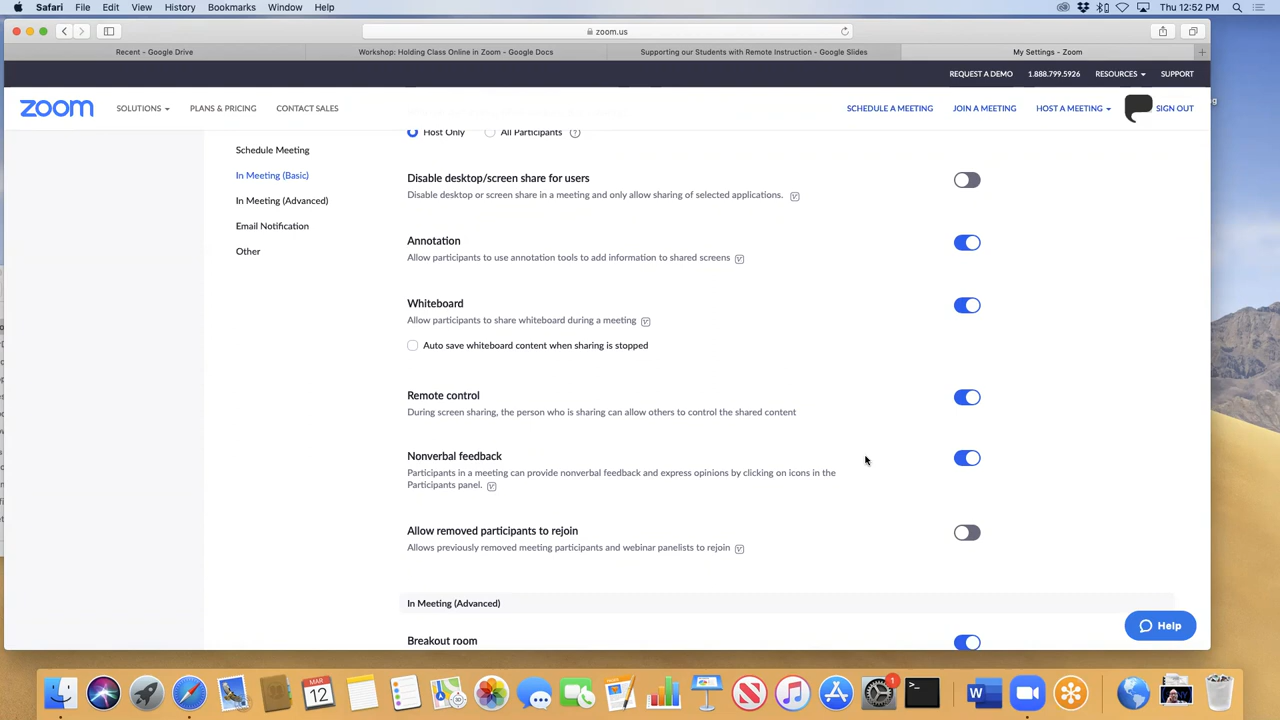 Safari File Edit View History Bookmarks Window Help
Thu 12:52 PM
zoom.us
Recent - Google Drive
Workshop: Holding Class Online in Zoom - Google Docs
Supporting our Students with Remote Instruction - Google Slides
My Settings - Zoom
REQUEST A DEMO 1.888.799.5926 RESOURCES SUPPORT
zoom SOLUTIONS PLANS & PRICING CONTACT SALES
SCHEDULE A MEETING JOIN A MEETING HOST A MEETING SIGN OUT
Schedule Meeting
In Meeting (Basic)
In Meeting (Advanced)
Email Notification
Other
Host Only All Participants ?
Disable desktop/screen share for users
Disable desktop or screen share in a meeting and only allow sharing of selected applications.
Annotation
Allow participants to use annotation tools to add information to shared screens
Whiteboard
Allow participants to share whiteboard during a meeting
Auto save whiteboard content when sharing is stopped
Remote control
During screen sharing, the person who is sharing can allow others to control the shared content
Nonverbal feedback
Participants in a meeting can provide nonverbal feedback and express opinions by clicking on icons in the
Participants panel.
Allow removed participants to rejoin
Allows previously removed meeting participants and webinar panelists to rejoin
In Meeting (Advanced)
Breakout room
Help
MAR
12
1